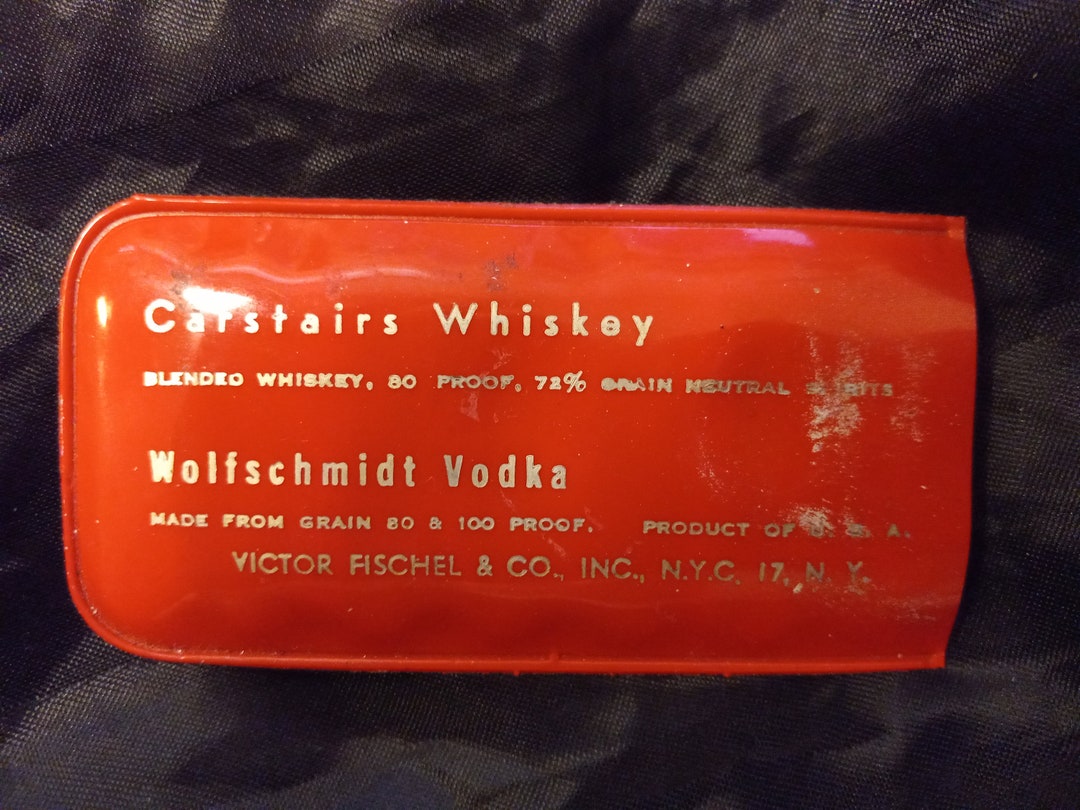 Carstairs Whiskey
BLENDED WHISKEY, 80 PROOF, 72% GRAIN NEUTRAL SPIRITS
Wolfschmidt Vodka
MADE FROM GRAIN 80 & 100 PROOF. PRODUCT OF U. S. A.
VICTOR FISCHEL & CO., INC., N.Y.C. 17, N. Y.